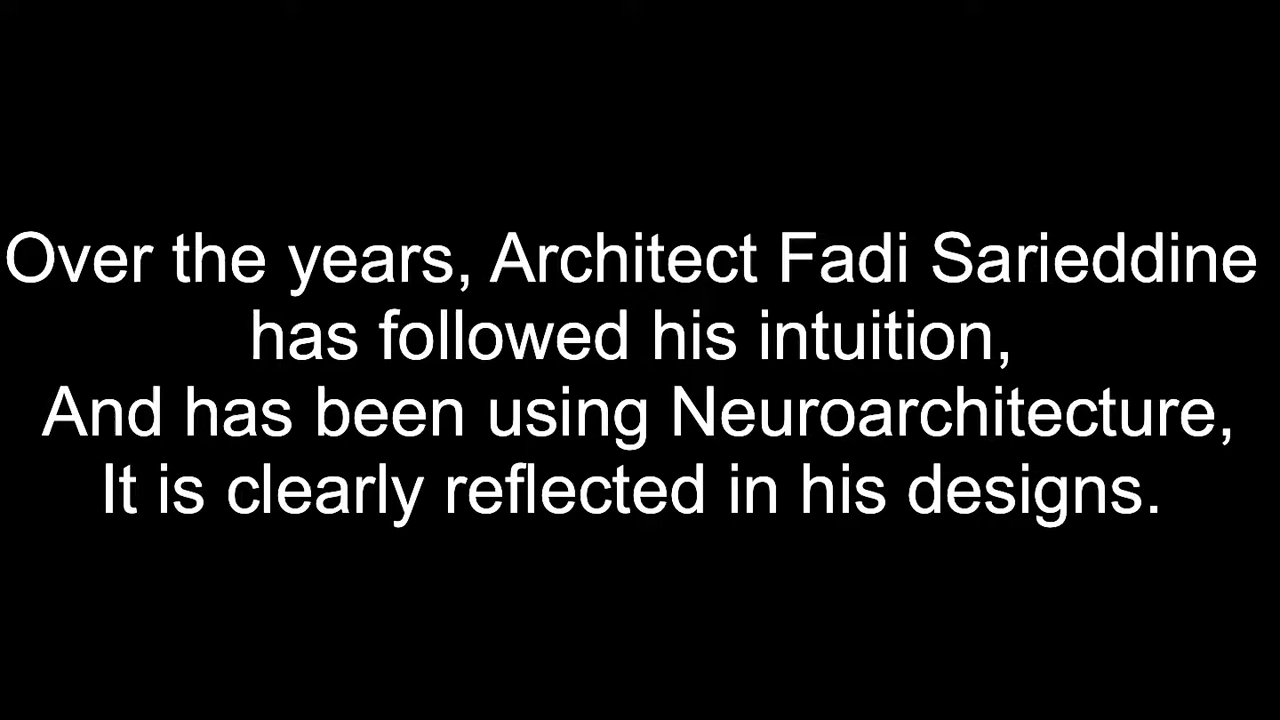 Over the years, Architect Fadi Sarieddine
has followed his intuition,
And has been using Neuroarchitecture,
It is clearly reflected in his designs.